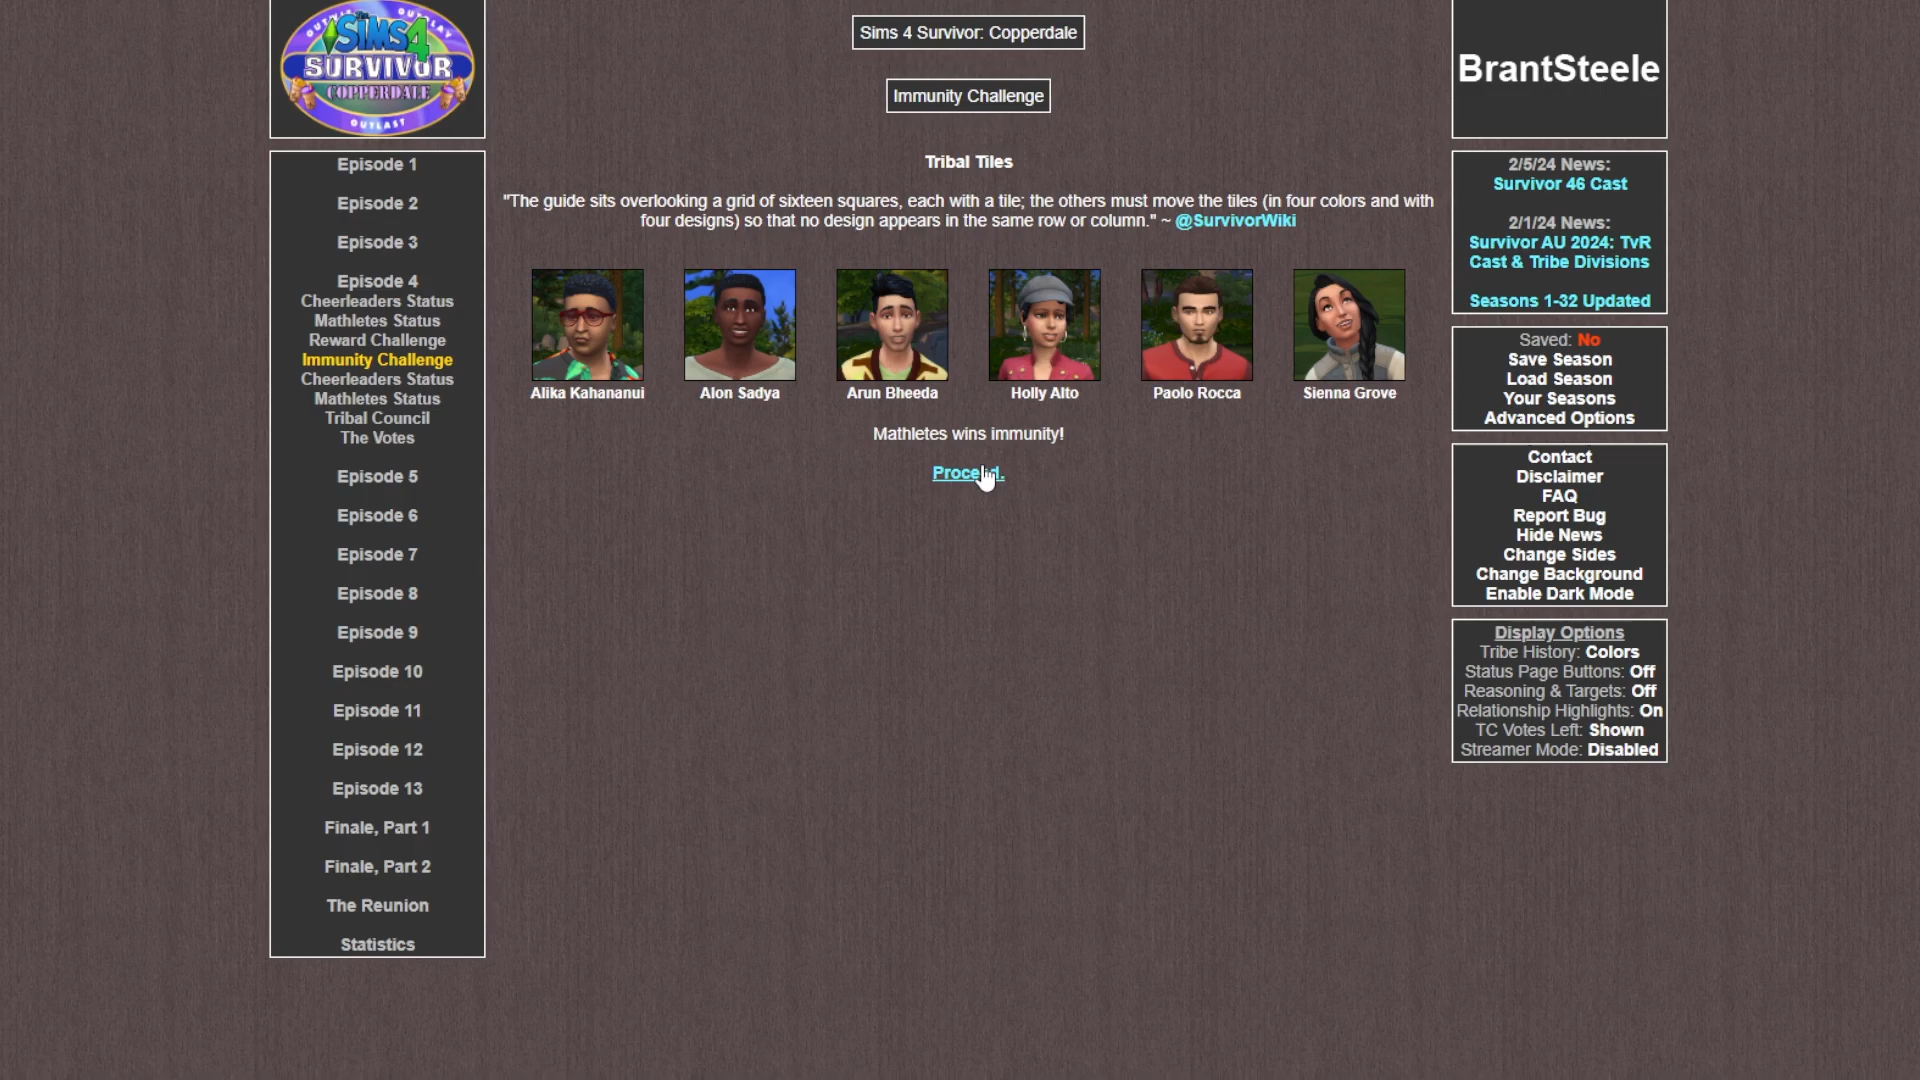 OUTWIT
OUTPLAY
The SIMS 4
SURVIVOR
COPPERDALE
OUTLAST
Episode 1
Episode 2
Episode 3
Episode 4
Cheerleaders Status
Mathletes Status
Reward Challenge
Immunity Challenge
Cheerleaders Status
Mathletes Status
Tribal Council
The Votes
Episode 5
Episode 6
Episode 7
Episode 8
Episode 9
Episode 10
Episode 11
Episode 12
Episode 13
Finale, Part 1
Finale, Part 2
The Reunion
Statistics
Sims 4 Survivor: Copperdale
Immunity Challenge
Tribal Tiles
"The guide sits overlooking a grid of sixteen squares, each with a tile; the others must move the tiles (in four colors and with
four designs) so that no design appears in the same row or column." ~ @SurvivorWiki
Alika Kahananui
Alon Sadya
Arun Bheeda
Holly Alto
Paolo Rocca
Sienna Grove
Mathletes wins immunity!
Proceed.
BrantSteele
2/5/24 News:
Survivor 46 Cast
2/1/24 News:
Survivor AU 2024: TvR
Cast & Tribe Divisions
Seasons 1-32 Updated
Saved: No
Save Season
Load Season
Your Seasons
Advanced Options
Contact
Disclaimer
FAQ
Report Bug
Hide News
Change Sides
Change Background
Enable Dark Mode
Display Options
Tribe History: Colors
Status Page Buttons: Off
Reasoning & Targets: Off
Relationship Highlights: On
TC Votes Left: Shown
Streamer Mode: Disabled